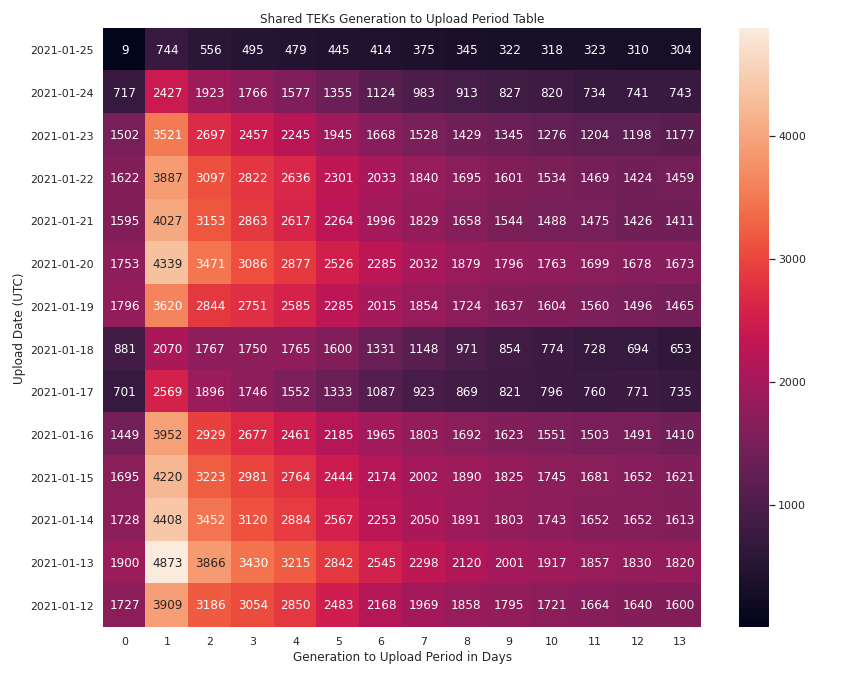 Shared TEKs Generation to Upload Period Table
Upload Date (UTC)
2021-01-25 9 744 556 495 479 445 414 375 345 322 318 323 310 304
2021-01-24 717 2427 1923 1766 1577 1355 1124 983 913 827 820 734 741 743
2021-01-23 1502 3521 2697 2457 2245 1945 1668 1528 1429 1345 1276 1204 1198 1177
2021-01-22 1622 3887 3097 2822 2636 2301 2033 1840 1695 1601 1534 1469 1424 1459
2021-01-21 1595 4027 3153 2863 2617 2264 1996 1829 1658 1544 1488 1475 1426 1411
2021-01-20 1753 4339 3471 3086 2877 2526 2285 2032 1879 1796 1763 1699 1678 1673
2021-01-19 1796 3620 2844 2751 2585 2285 2015 1854 1724 1637 1604 1560 1496 1465
2021-01-18 881 2070 1767 1750 1765 1600 1331 1148 971 854 774 728 694 653
2021-01-17 701 2569 1896 1746 1552 1333 1087 923 869 821 796 760 771 735
2021-01-16 1449 3952 2929 2677 2461 2185 1965 1803 1692 1623 1551 1503 1491 1410
2021-01-15 1695 4220 3223 2981 2764 2444 2174 2002 1890 1825 1745 1681 1652 1621
2021-01-14 1728 4408 3452 3120 2884 2567 2253 2050 1891 1803 1743 1652 1652 1613
2021-01-13 1900 4873 3866 3430 3215 2842 2545 2298 2120 2001 1917 1857 1830 1820
2021-01-12 1727 3909 3186 3054 2850 2483 2168 1969 1858 1795 1721 1664 1640 1600
0 1 2 3 4 5 6 7 8 9 10 11 12 13
Generation to Upload Period in Days
4000
3000
2000
1000